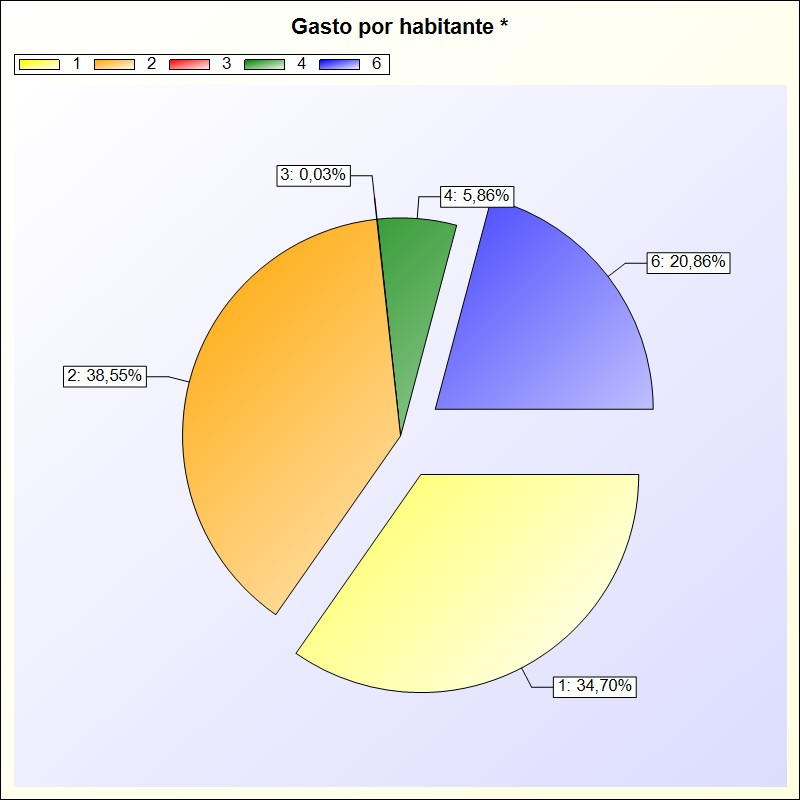 Gasto por habitante *
1 2 3 4 6
3: 0,03%
4: 5,86%
6: 20,86%
2: 38,55%
1: 34,70%